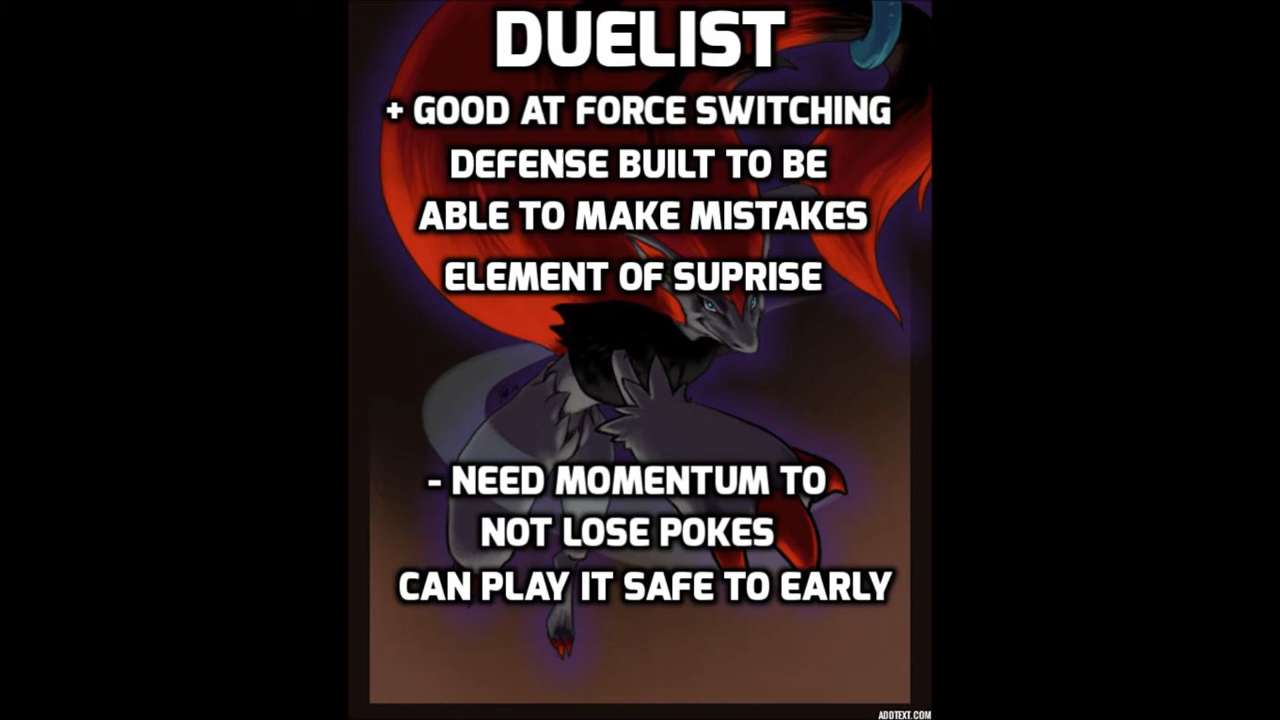 DUELIST
+ GOOD AT FORCE SWITCHING
DEFENSE BUILT TO BE
ABLE TO MAKE MISTAKES
ELEMENT OF SUPRISE
- NEED MOMENTUM TO
NOT LOSE POKES
CAN PLAY IT SAFE TO EARLY
ADDTEXT.COM